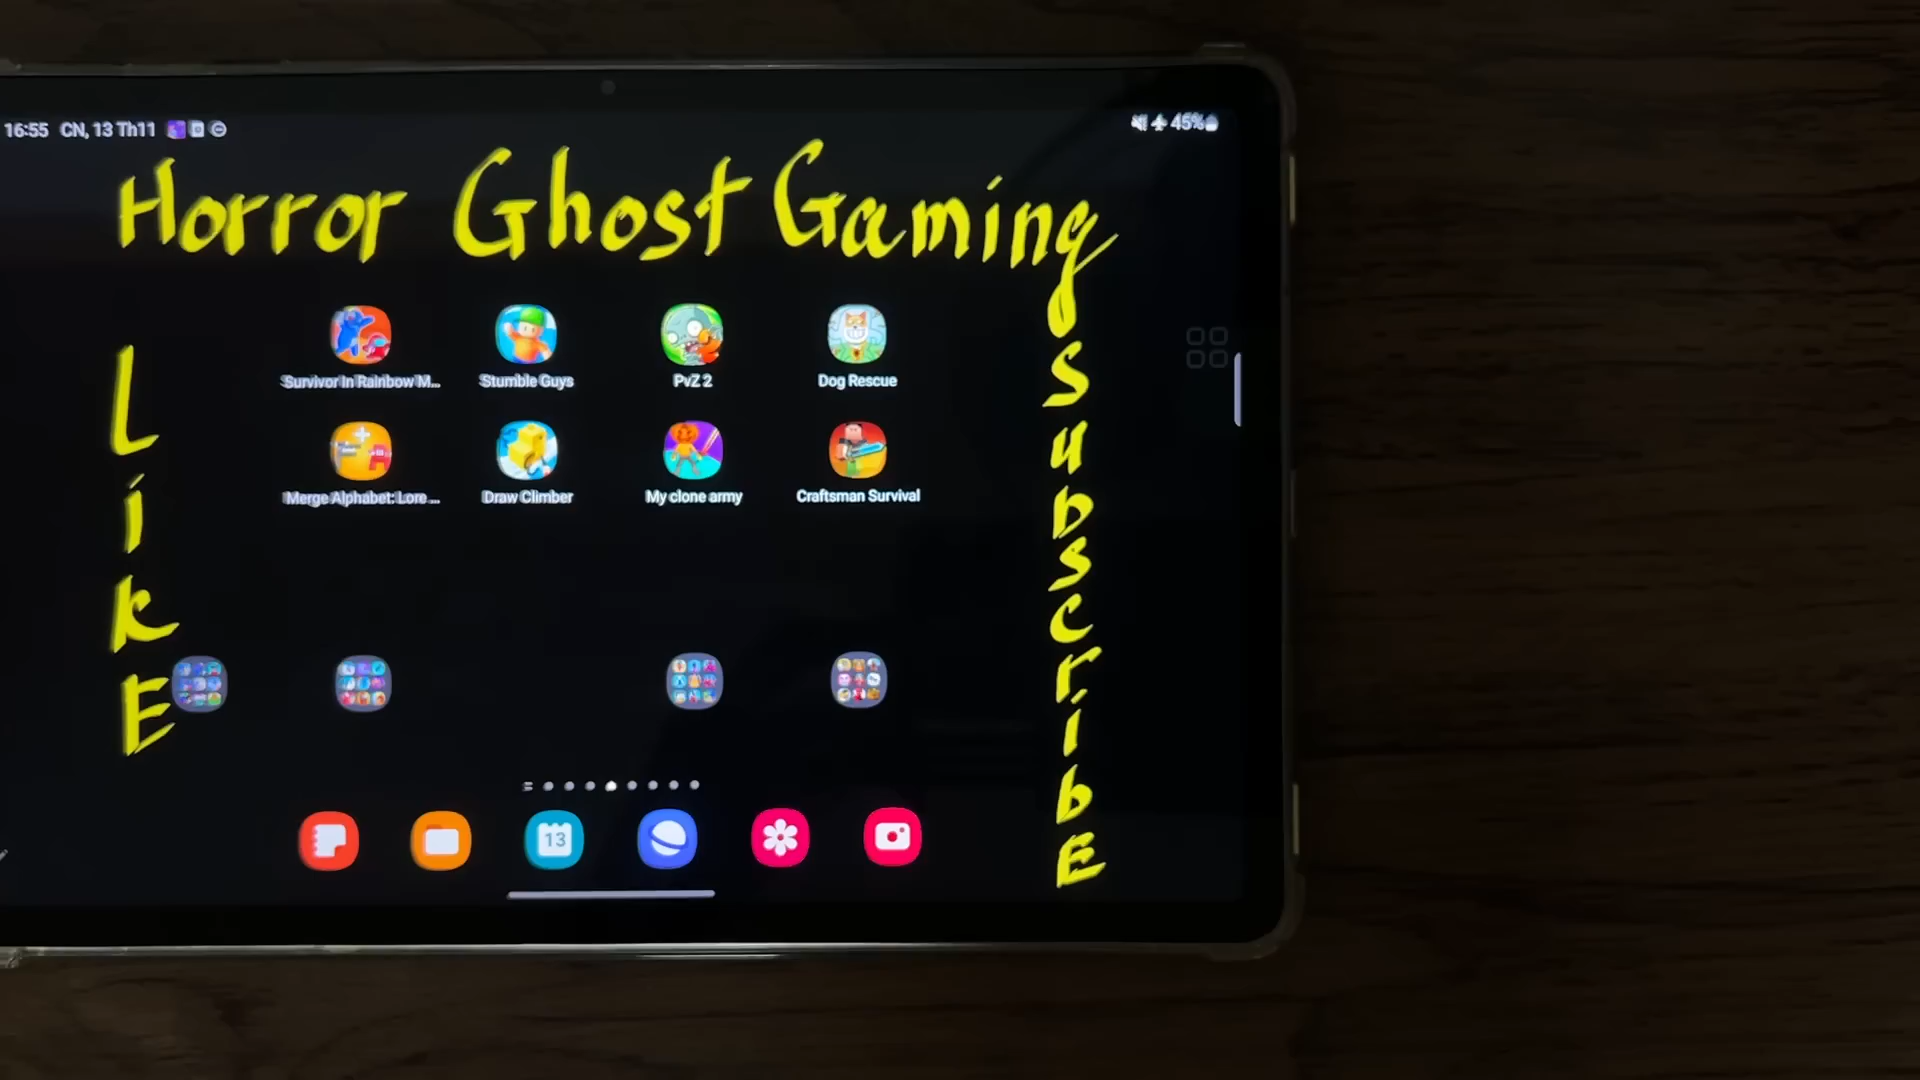 16:55 CN, 13 Th11
45%
Horror Ghost Gaming
Survivor In Rainbow M...
Stumble Guys
PvZ 2
Dog Rescue
Merge Alphabet: Lore ...
Draw Climber
My clone army
Craftsman Survival
LikE
SubscribE
13